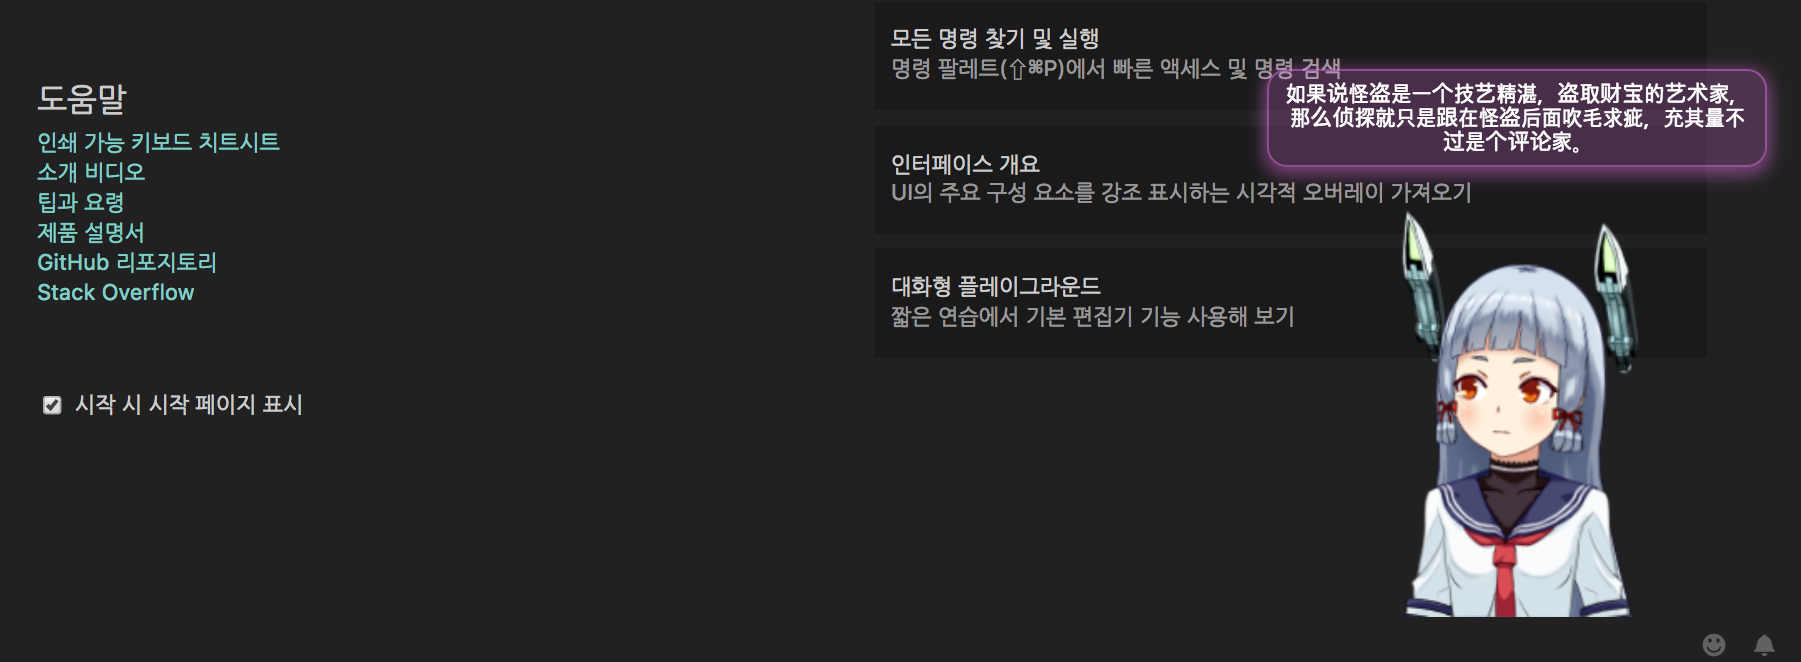 도움말
인쇄 가능 키보드 치트시트
소개 비디오
팁과 요령
제품 설명서
GitHub 리포지토리
Stack Overflow
시작 시 시작 페이지 표시
모든 명령 찾기 및 실행
명령 팔레트(⇧⌘P)에서 빠른 액세스 및 명령 검색
인터페이스 개요
UI의 주요 구성 요소를 강조 표시하는 시각적 오버레이 가져오기
대화형 플레이그라운드
짧은 연습에서 기본 편집기 기능 사용해 보기
如果说怪盗是一个技艺精湛，盗取财宝的艺术家，
那么侦探就只是跟在怪盗后面吹毛求疵，充其量不
过是个评论家。